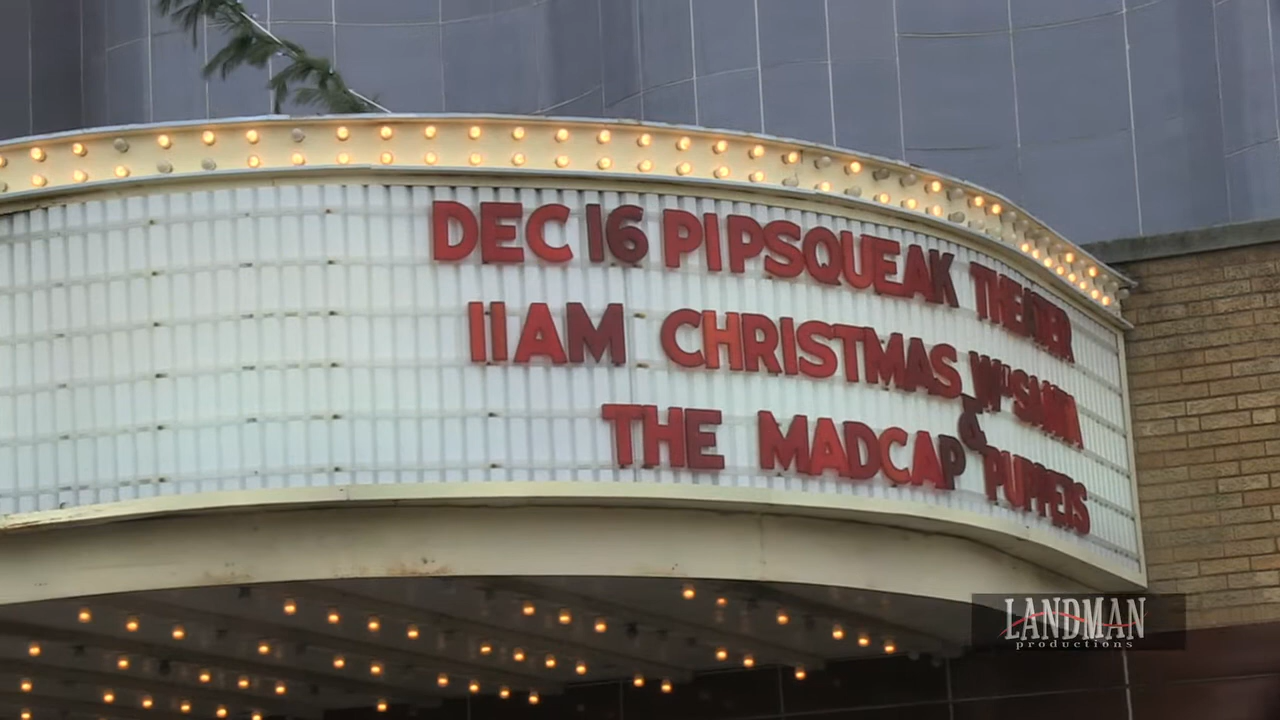 DEC 16 PIPSQUEAK THEATER
11AM CHRISTMAS W/ SANTA
&
THE MADCAP PUPPETS
LANDMAN
productions